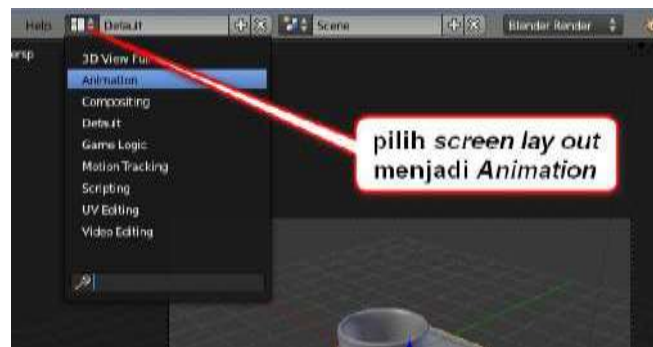 Help Default Scene Blender Render
ersp
3D View Full
Animation
Compositing
Default
Game Logic
Motion Tracking
Scripting
UV Editing
Video Editing
pilih screen lay out
menjadi Animation